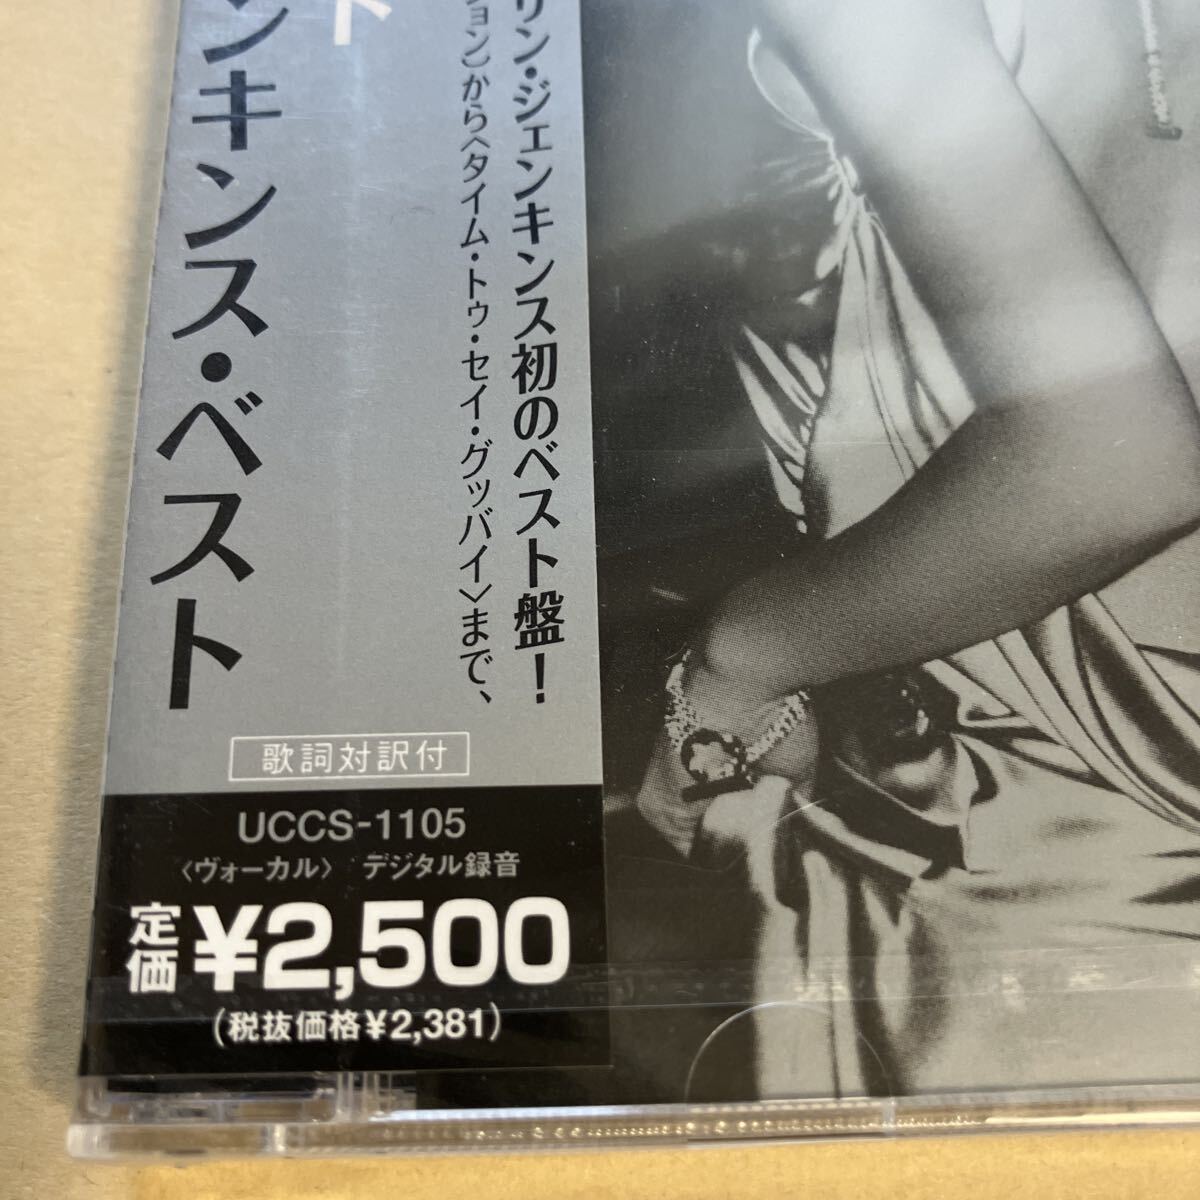 ト
ンキンス・ベスト
リン・ジェンキンス初のベスト盤!
ション〉から〈タイム・トゥ・セイ・グッバイ〉まで、
歌詞対訳付
UCCS-1105
〈ヴォーカル〉 デジタル録音
定価 ¥2,500
(税抜価格¥2,381)